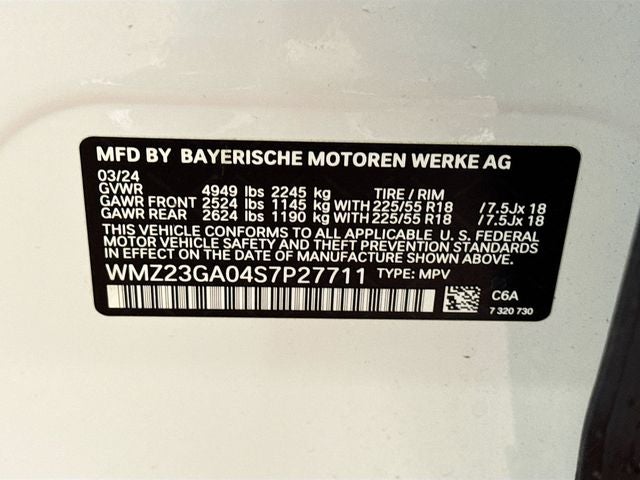 MFD BY BAYERISCHE MOTOREN WERKE AG
03/24
GVWR 4949 lbs 2245 kg TIRE / RIM
GAWR FRONT 2524 lbs 1145 kg WITH 225/55 R18 /7.5Jx 18
GAWR REAR 2624 lbs 1190 kg WITH 225/55 R18 /7.5Jx 18
THIS VEHICLE CONFORMS TO ALL APPLICABLE U. S. FEDERAL
MOTOR VEHICLE SAFETY AND THEFT PREVENTION STANDARDS
IN EFFECT ON THE DATE OF MANUFACTURE SHOWN ABOVE.
WMZ23GA04S7P27711 TYPE: MPV
C6A
7 320 730